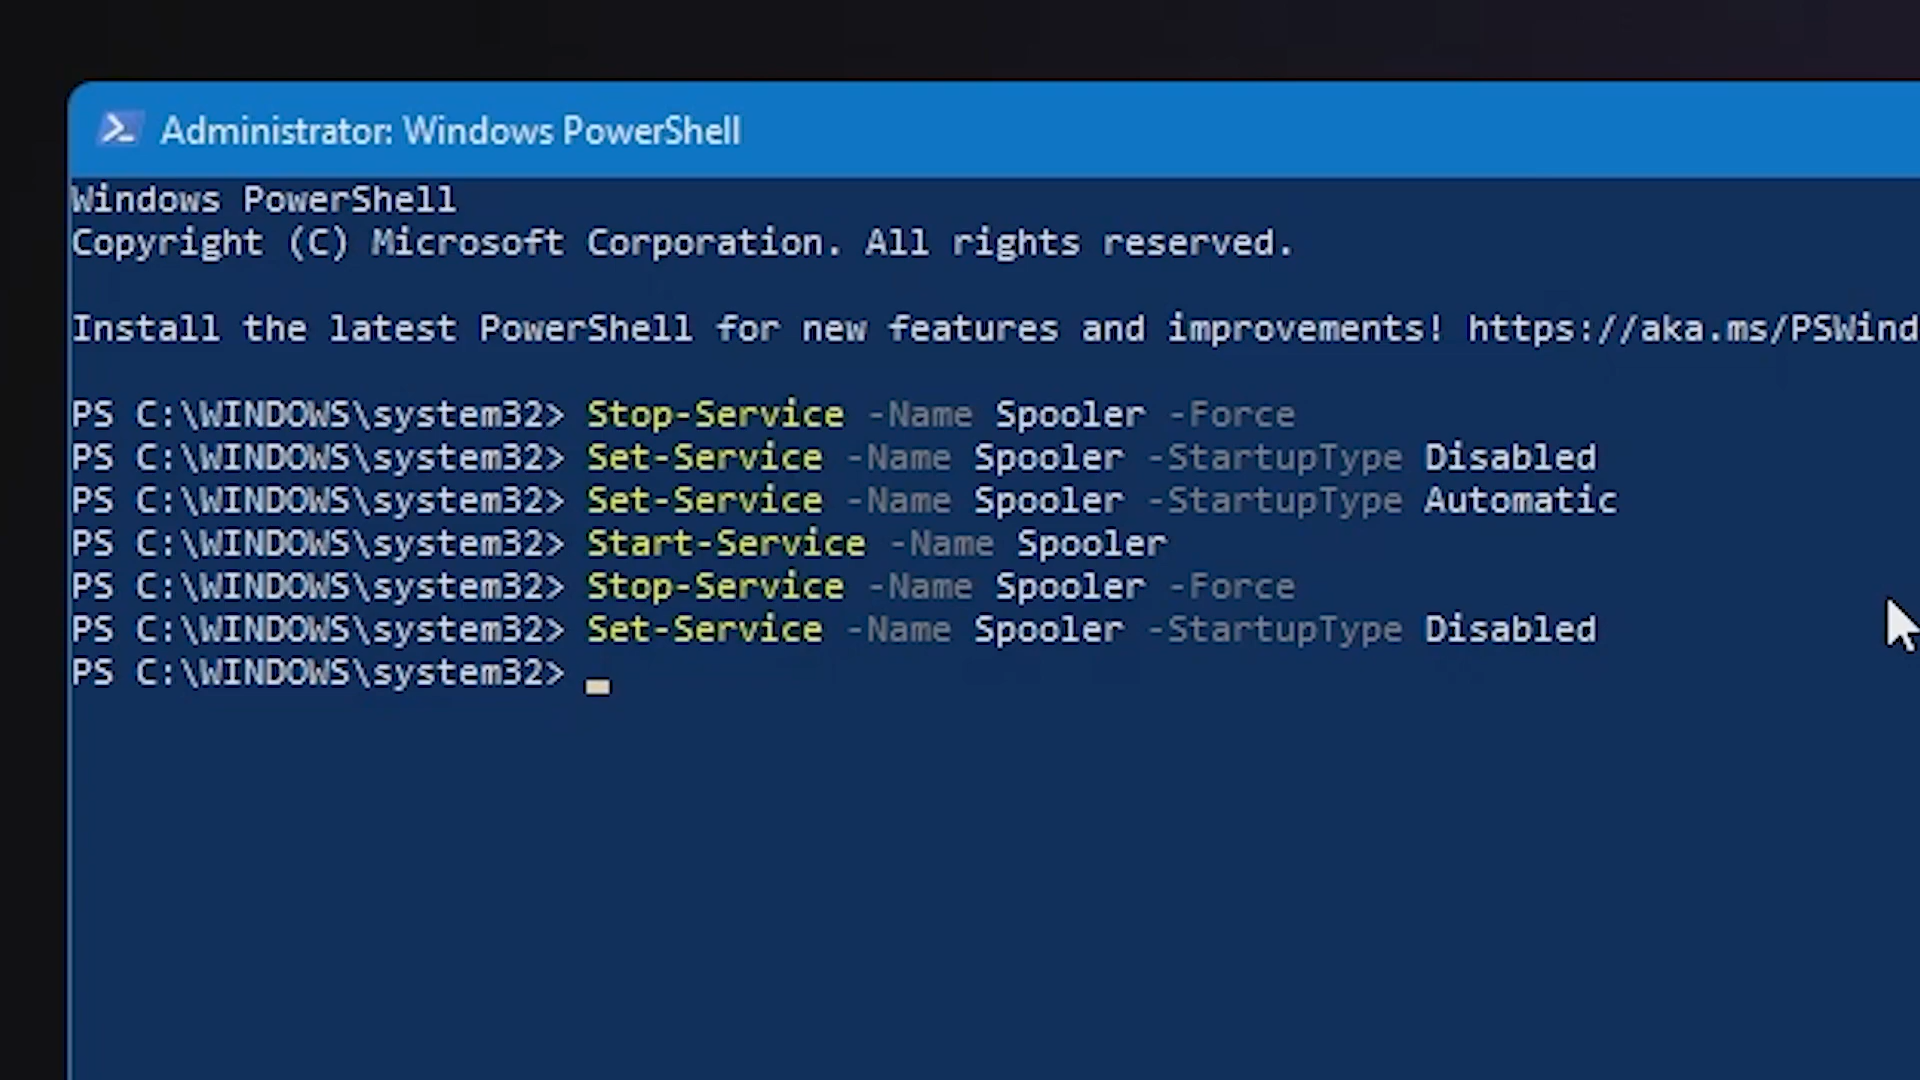 Administrator: Windows PowerShell
Windows PowerShell
Copyright (C) Microsoft Corporation. All rights reserved.
Install the latest PowerShell for new features and improvements! https://aka.ms/PSWind
PS C:\WINDOWS\system32> Stop-Service -Name Spooler -Force
PS C:\WINDOWS\system32> Set-Service -Name Spooler -StartupType Disabled
PS C:\WINDOWS\system32> Set-Service -Name Spooler -StartupType Automatic
PS C:\WINDOWS\system32> Start-Service -Name Spooler
PS C:\WINDOWS\system32> Stop-Service -Name Spooler -Force
PS C:\WINDOWS\system32> Set-Service -Name Spooler -StartupType Disabled
PS C:\WINDOWS\system32>